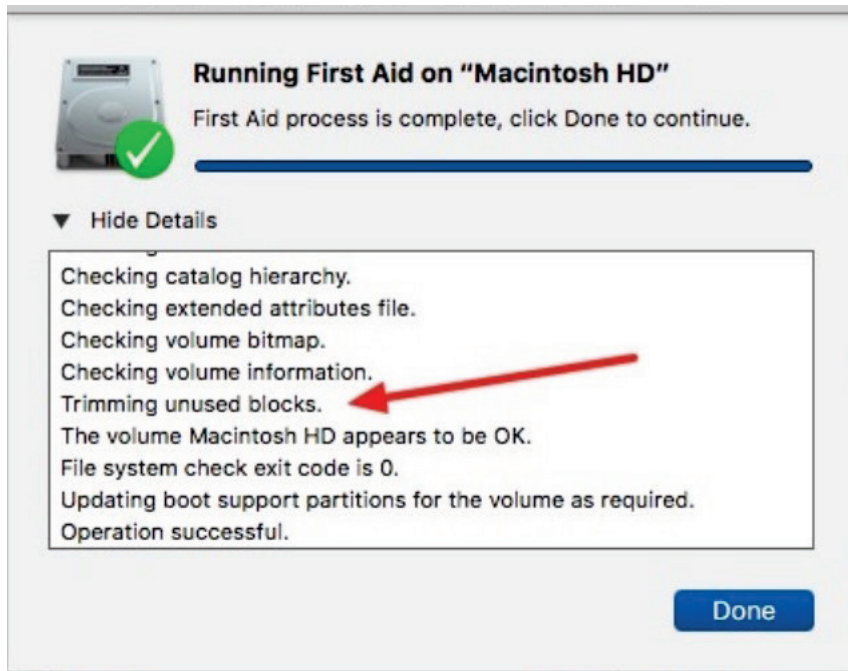 Running First Aid on “Macintosh HD”
First Aid process is complete, click Done to continue.
Hide Details
Checking catalog hierarchy.
Checking extended attributes file.
Checking volume bitmap.
Checking volume information.
Trimming unused blocks.
The volume Macintosh HD appears to be OK.
File system check exit code is 0.
Updating boot support partitions for the volume as required.
Operation successful.
Done